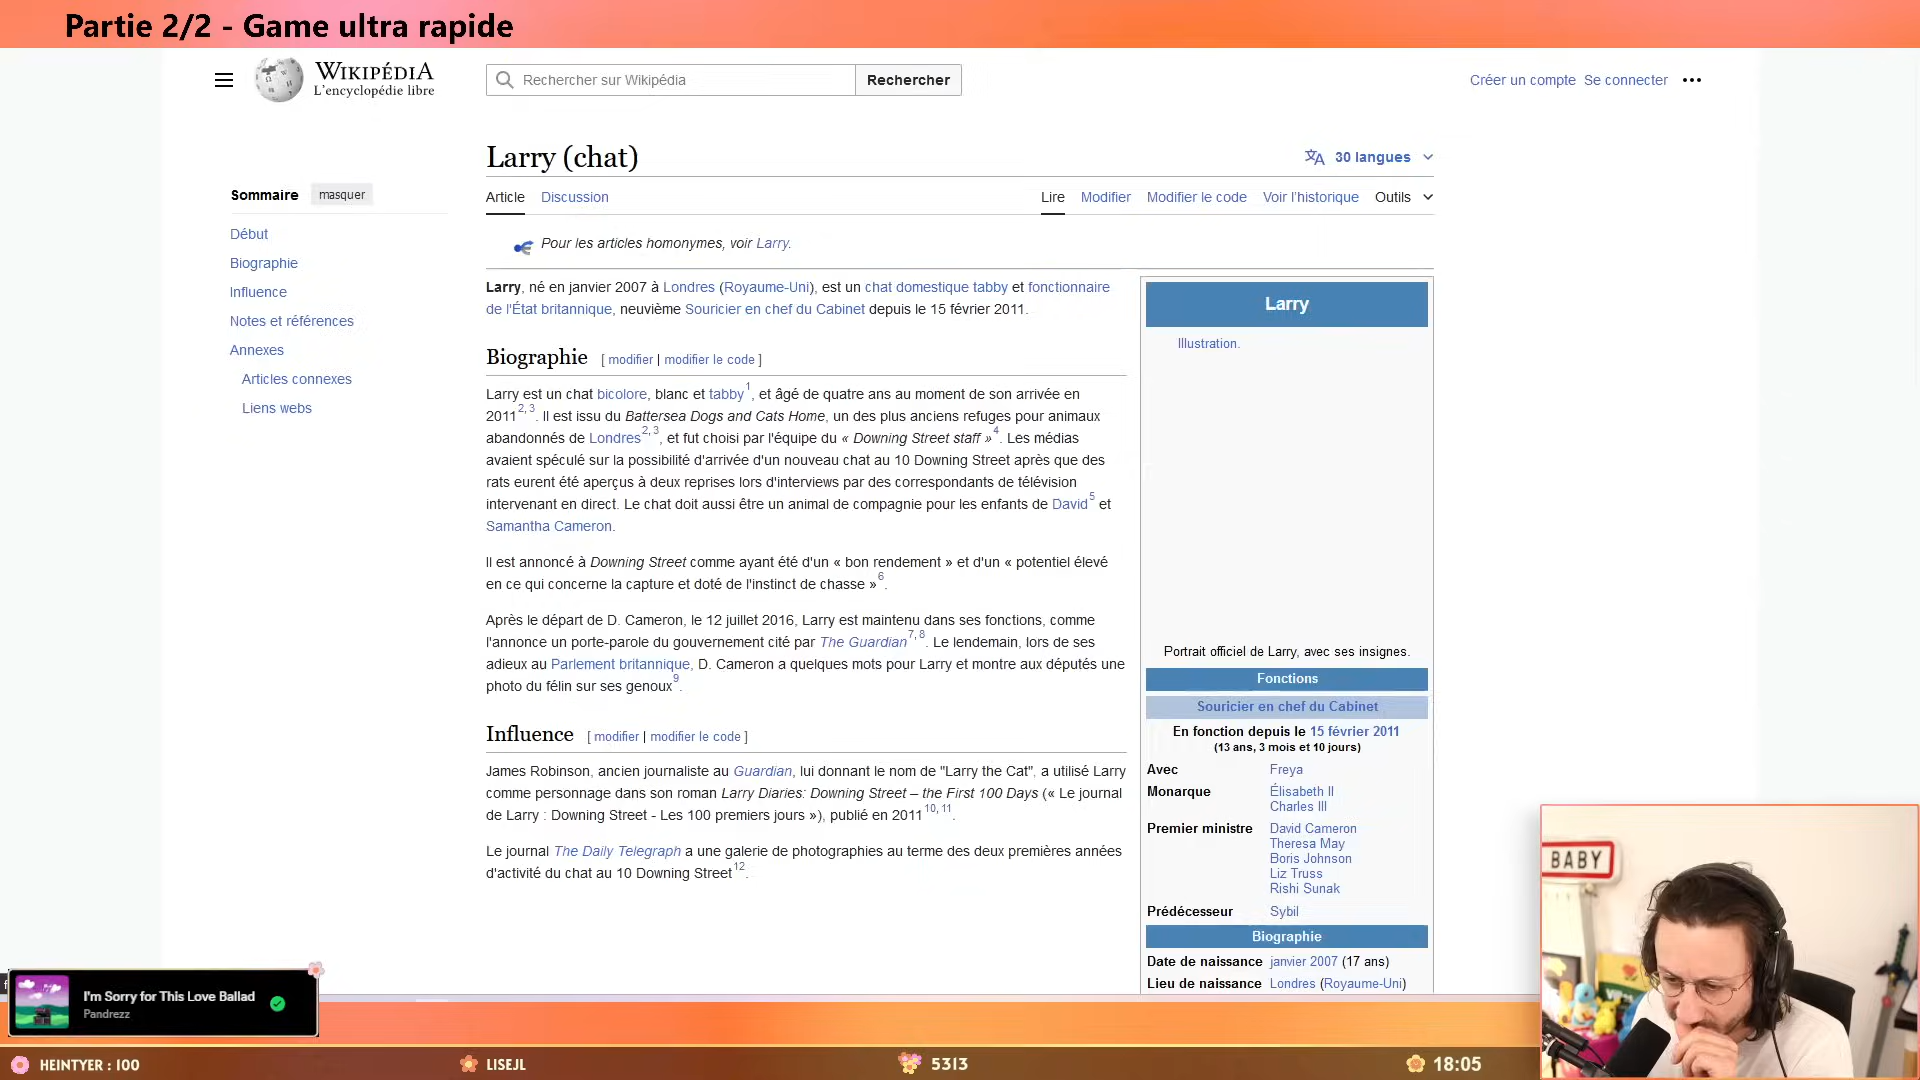 Partie 2/2 - Game ultra rapide
WIKIPÉDIA
L'encyclopédie libre
Rechercher sur Wikipédia
Rechercher
Créer un compte Se connecter
Larry (chat)
30 langues
Sommaire masquer
Début
Biographie
Influence
Notes et références
Annexes
Articles connexes
Liens webs
Article Discussion
Lire Modifier Modifier le code Voir l'historique Outils
Pour les articles homonymes, voir Larry.
Larry, né en janvier 2007 à Londres (Royaume-Uni), est un chat domestique tabby et fonctionnaire
de l'État britannique, neuvième Souricier en chef du Cabinet depuis le 15 février 2011.
Biographie [ modifier | modifier le code ]
Larry est un chat bicolore, blanc et tabby1, et âgé de quatre ans au moment de son arrivée en
20112, 3. Il est issu du Battersea Dogs and Cats Home, un des plus anciens refuges pour animaux
abandonnés de Londres2, 3, et fut choisi par l'équipe du « Downing Street staff »4. Les médias
avaient spéculé sur la possibilité d'arrivée d'un nouveau chat au 10 Downing Street après que des
rats eurent été aperçus à deux reprises lors d'interviews par des correspondants de télévision
intervenant en direct. Le chat doit aussi être un animal de compagnie pour les enfants de David5 et
Samantha Cameron.
Il est annoncé à Downing Street comme ayant été d'un « bon rendement » et d'un « potentiel élevé
en ce qui concerne la capture et doté de l'instinct de chasse »6.
Après le départ de D. Cameron, le 12 juillet 2016, Larry est maintenu dans ses fonctions, comme
l'annonce un porte-parole du gouvernement cité par The Guardian7, 8. Le lendemain, lors de ses
adieux au Parlement britannique, D. Cameron a quelques mots pour Larry et montre aux députés une
photo du félin sur ses genoux9.
Influence [ modifier | modifier le code ]
James Robinson, ancien journaliste au Guardian, lui donnant le nom de "Larry the Cat", a utilisé Larry
comme personnage dans son roman Larry Diaries: Downing Street – the First 100 Days (« Le journal
de Larry : Downing Street - Les 100 premiers jours »), publié en 201110, 11.
Le journal The Daily Telegraph a une galerie de photographies au terme des deux premières années
d'activité du chat au 10 Downing Street12.
Larry
Illustration.
Portrait officiel de Larry, avec ses insignes.
Fonctions
Souricier en chef du Cabinet
En fonction depuis le 15 février 2011
(13 ans, 3 mois et 10 jours)
Avec Freya
Monarque Élisabeth II
Charles III
Premier ministre David Cameron
Theresa May
Boris Johnson
Liz Truss
Rishi Sunak
Prédécesseur Sybil
Biographie
Date de naissance janvier 2007 (17 ans)
Lieu de naissance Londres (Royaume-Uni)
BABY
I'm Sorry for This Love Ballad
Pandrezz
HEINTYER : 100
LISEJL
5313
18:05